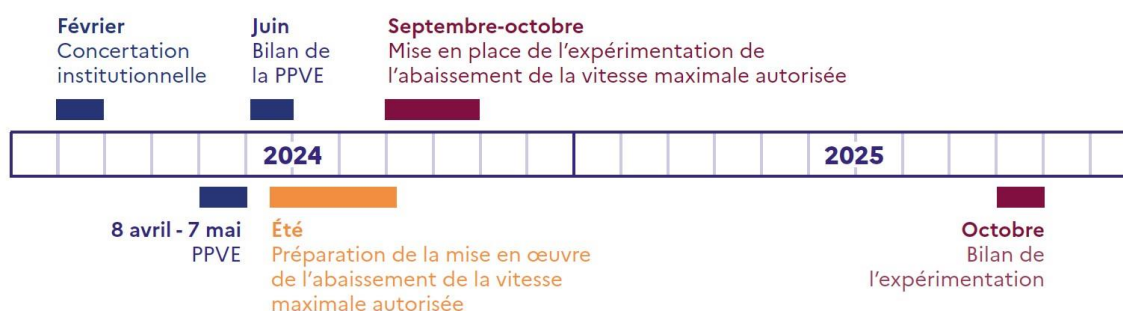 Février
Concertation
institutionnelle
Juin
Bilan de
la PPVE
Septembre-octobre
Mise en place de l’expérimentation de
l’abaissement de la vitesse maximale autorisée
2024
2025
8 avril - 7 mai
PPVE
Été
Préparation de la mise en œuvre
de l’abaissement de la vitesse
maximale autorisée
Octobre
Bilan de
l’expérimentation